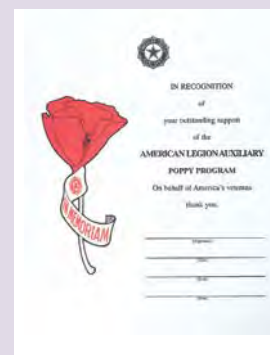 IN RECOGNITION
of
your outstanding support
of the
AMERICAN LEGION AUXILIARY
POPPY PROGRAM
On behalf of America's veterans
thank you.
IN MEMORIAM